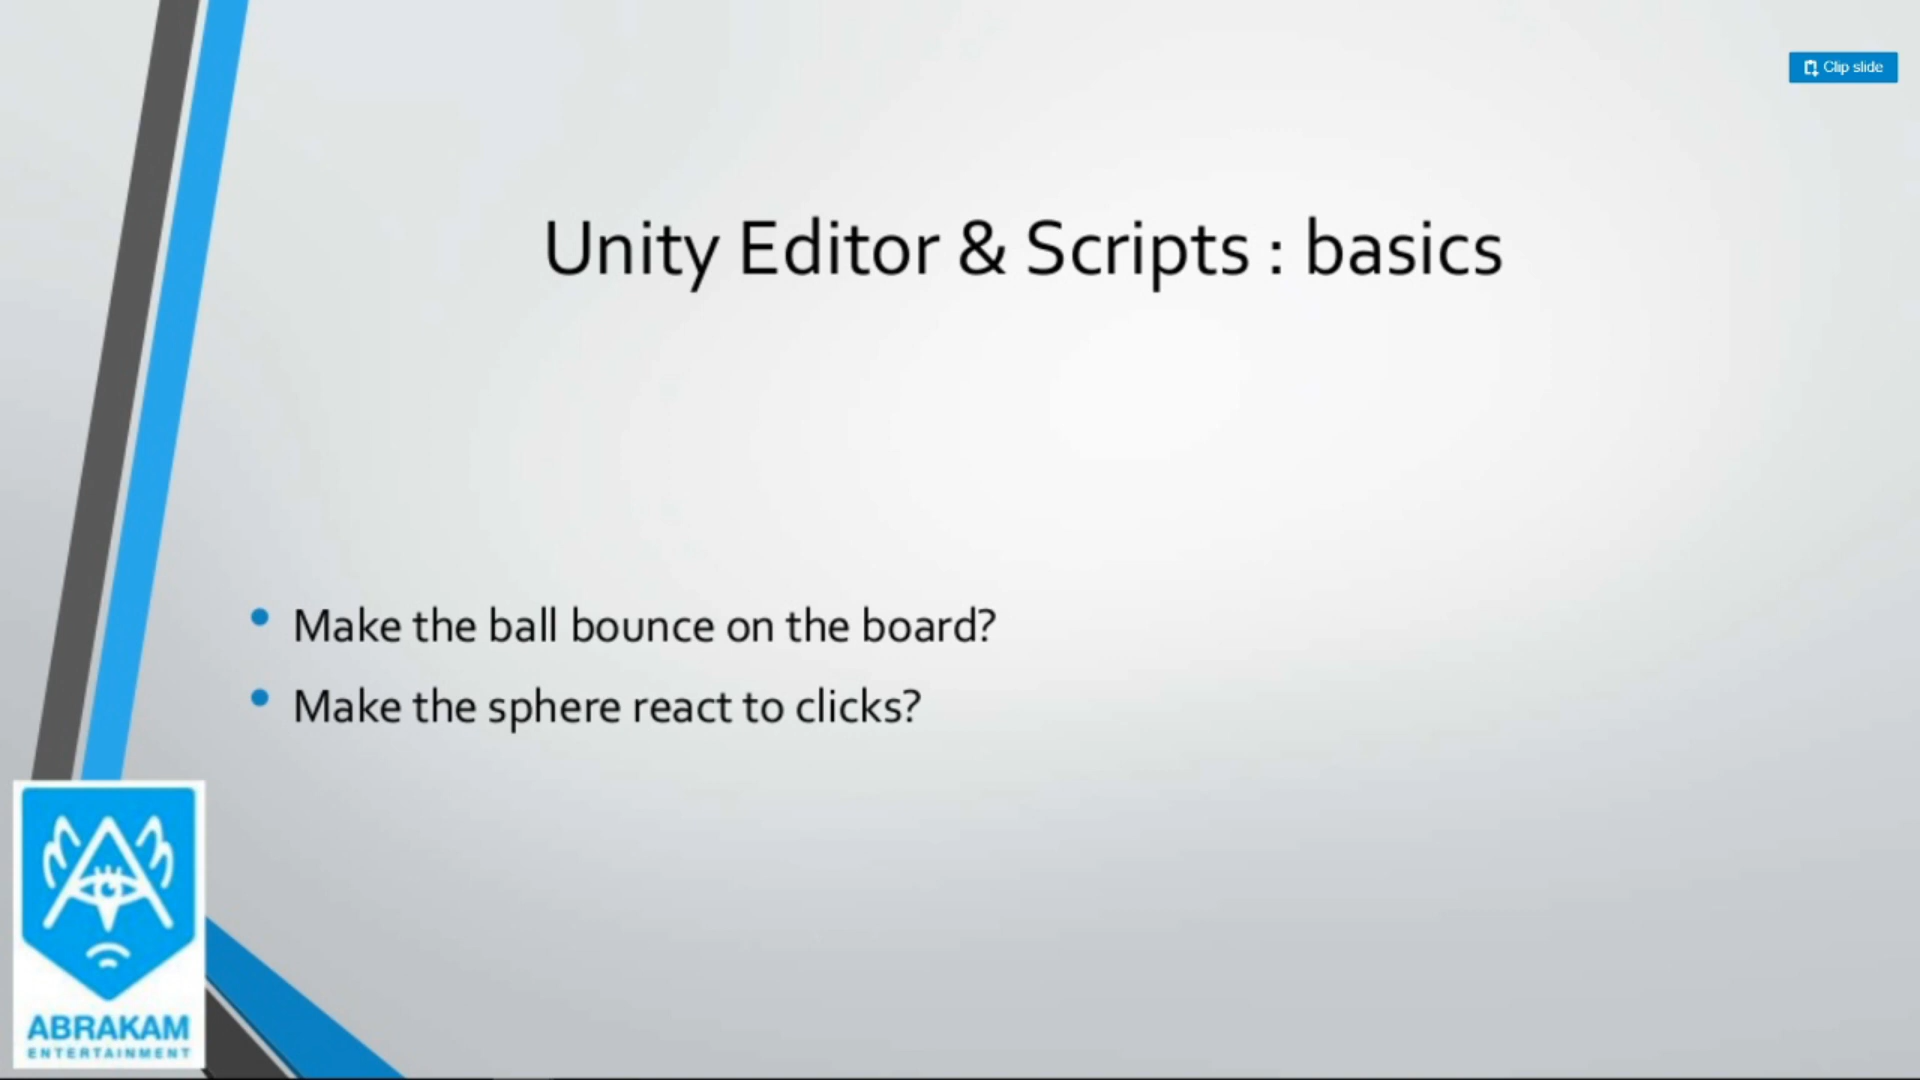 Clip slide
Unity Editor & Scripts : basics
Make the ball bounce on the board?
Make the sphere react to clicks?
ABRAKAM
ENTERTAINMENT